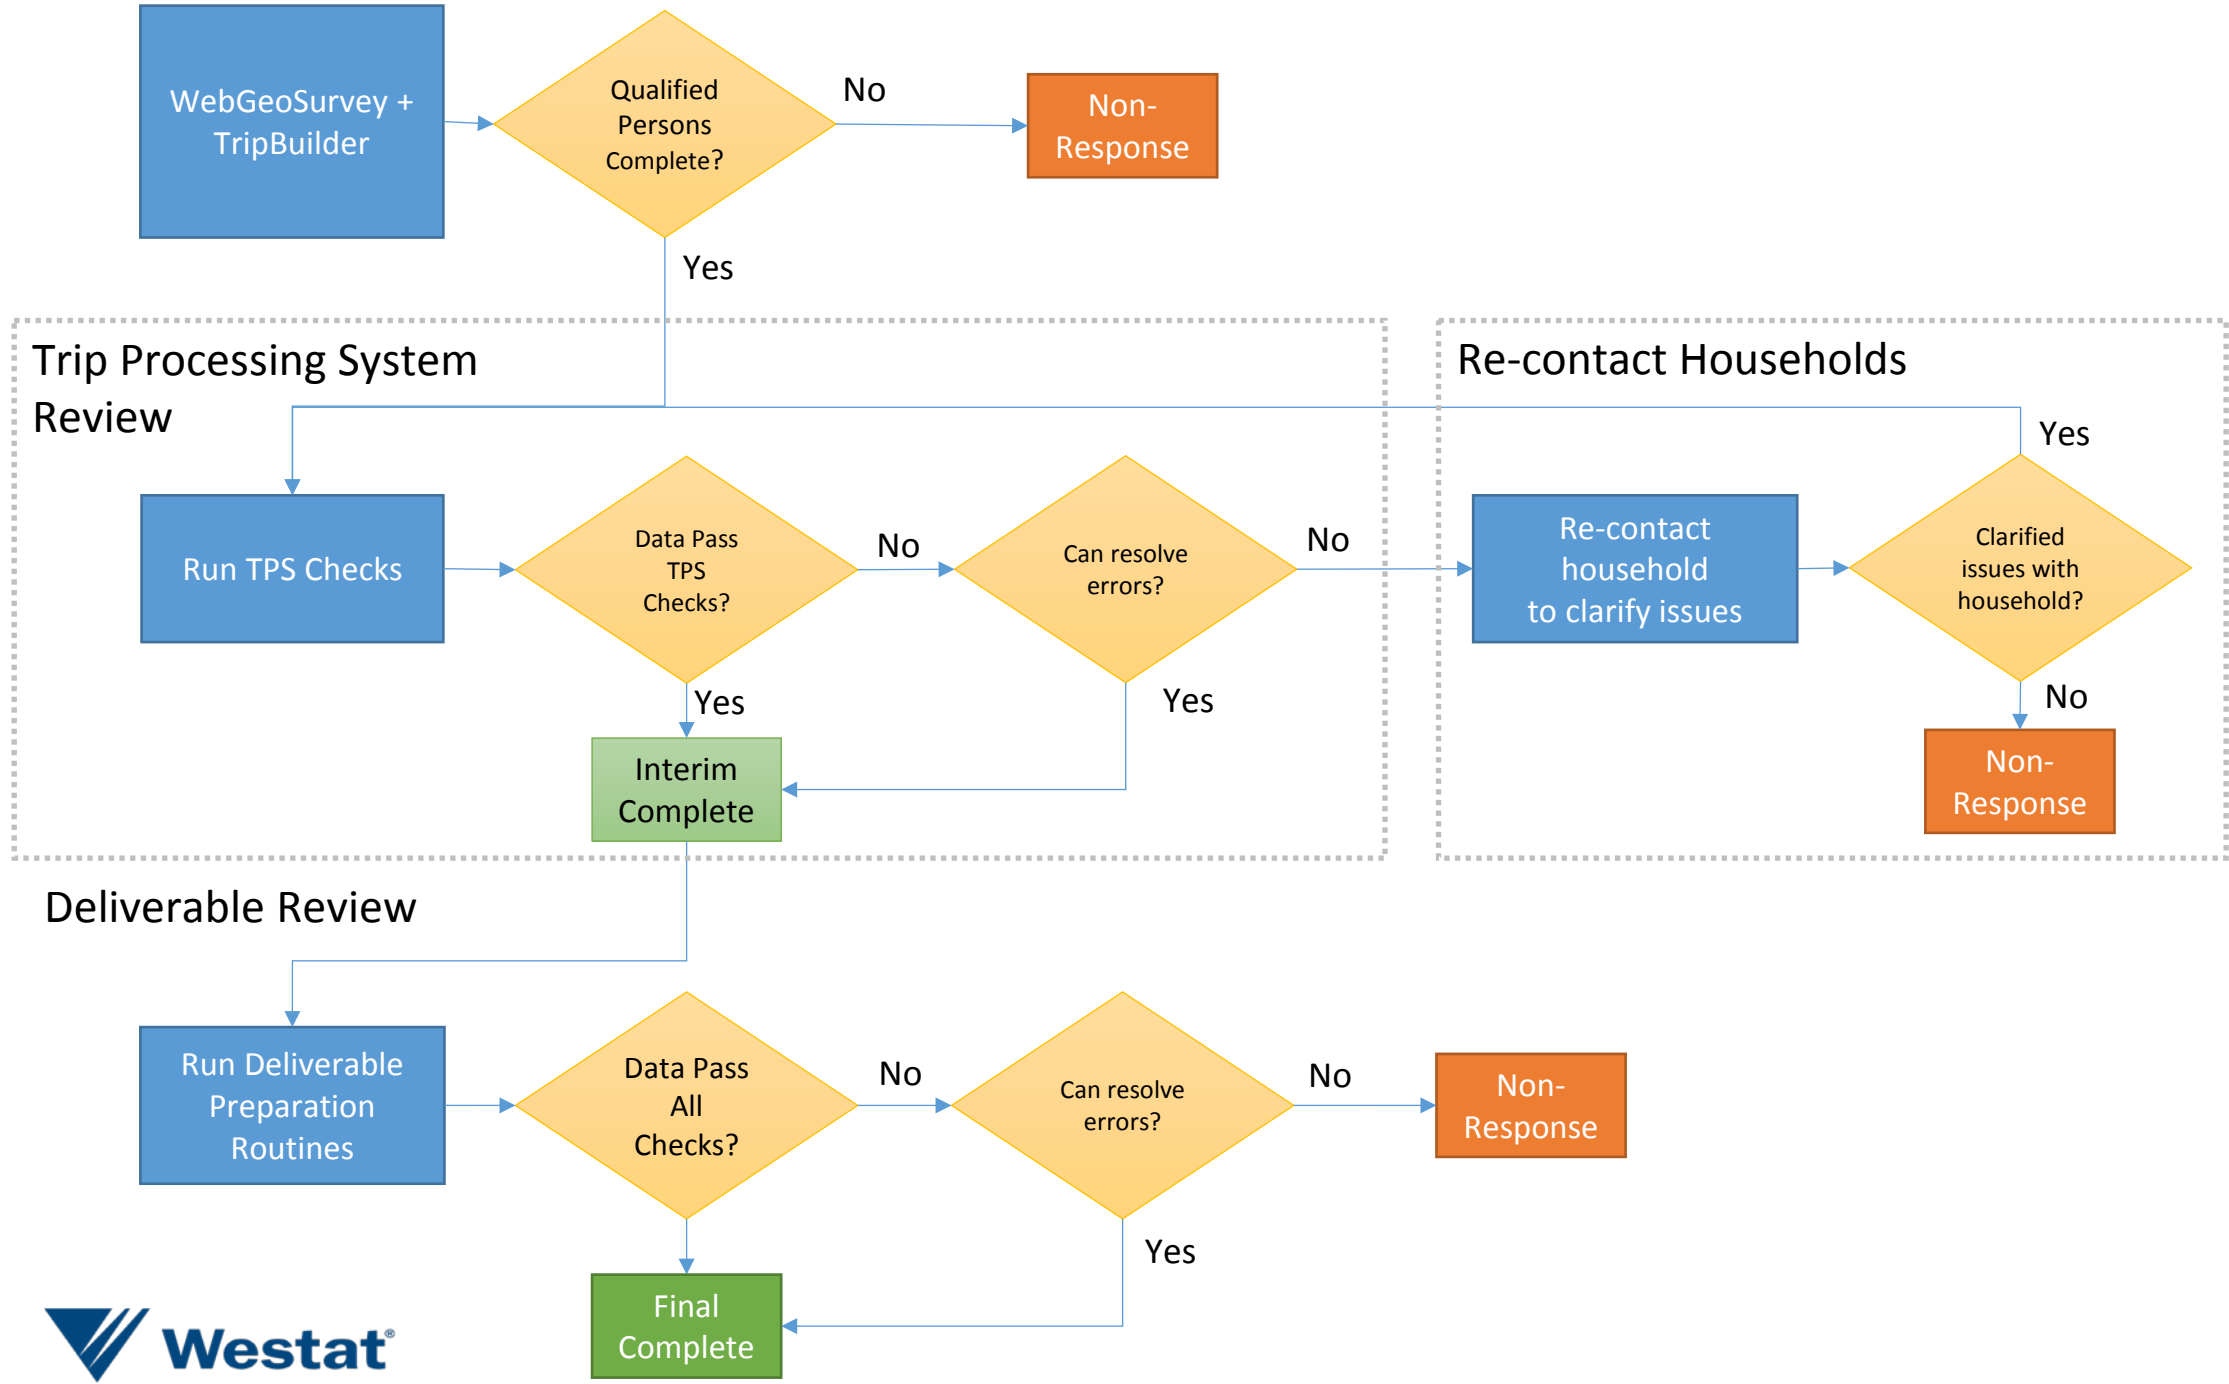 WebGeoSurvey +
TripBuilder
Qualified
Persons
Complete?
No
Non-
Response
Yes
Trip Processing System
Review
Re-contact Households
Yes
Run TPS Checks
Data Pass
TPS
Checks?
No
Can resolve
errors?
No
Re-contact
household
to clarify issues
Clarified
issues with
household?
Yes
Yes
No
Interim
Complete
Non-
Response
Deliverable Review
Run Deliverable
Preparation
Routines
Data Pass
All
Checks?
No
Can resolve
errors?
No
Non-
Response
Yes
Final
Complete
Westat®